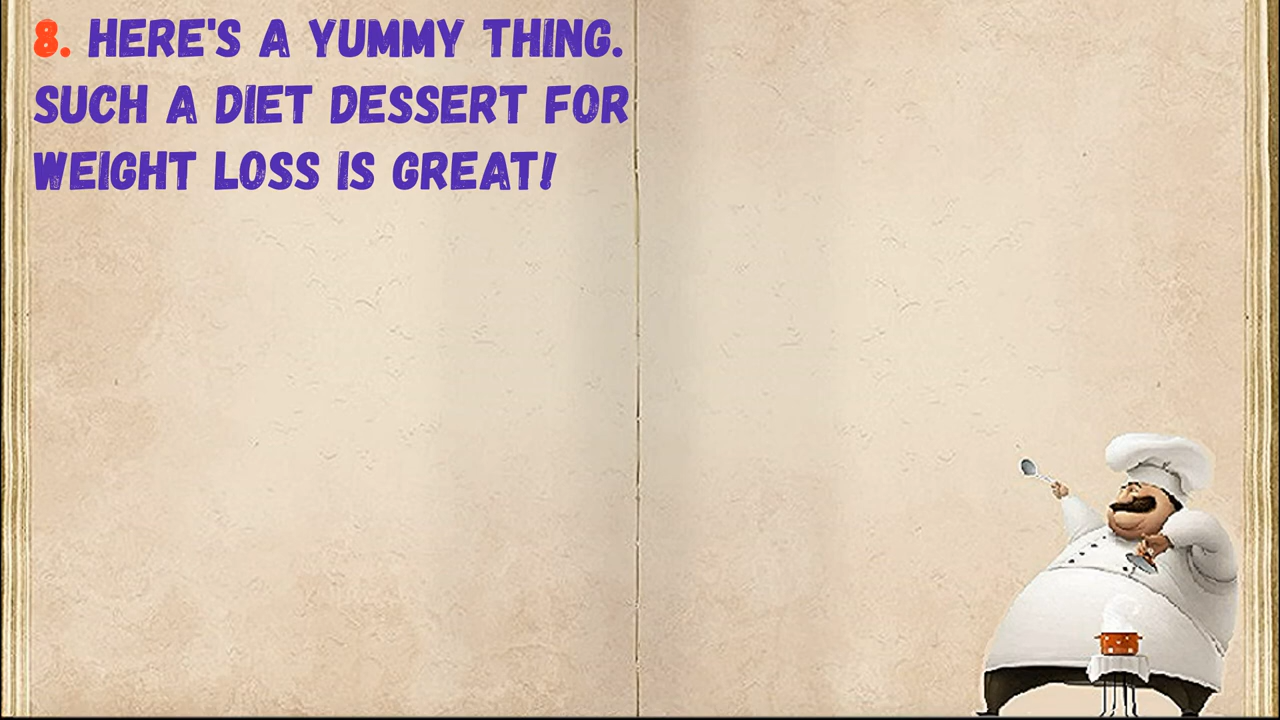 8. HERE'S A YUMMY THING.
SUCH A DIET DESSERT FOR
WEIGHT LOSS IS GREAT!